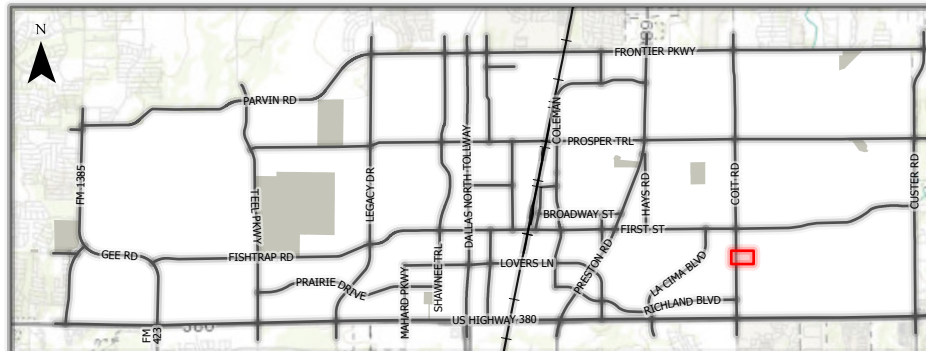 N
FRONTIER PKWY
PARVIN RD
COLEMAN
PROSPER TRL
FM 1385
TEEL PKWY
LEGACY DR
SHAWNEE TRL
DALLAS NORTH TOLLWAY
HAYS RD
COIT RD
CUSTER RD
BROADWAY ST
FIRST ST
GEE RD
FISHTRAP RD
LOVERS LN
PRESTON RD
LA CIMA BLVD
PRAIRIE DRIVE
MAHARD PKWY
RICHLAND BLVD
US HIGHWAY 380
FM
423
380
289